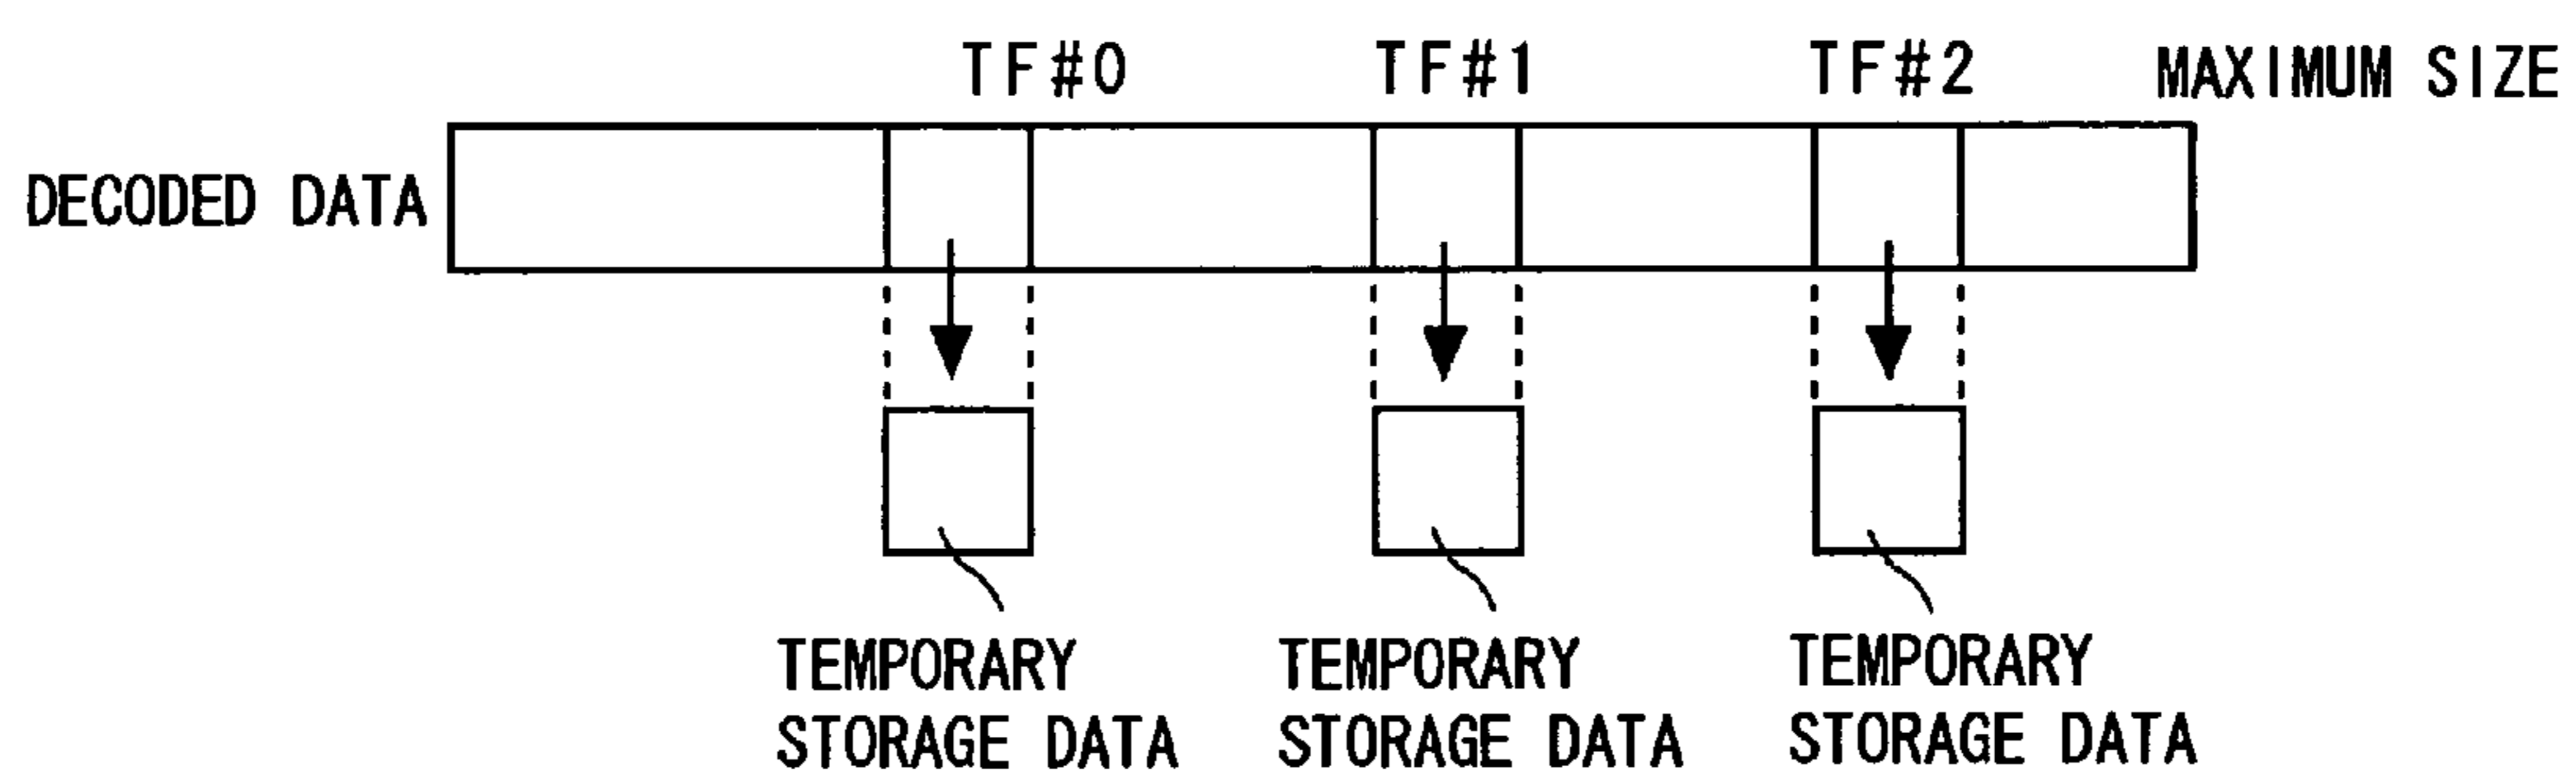 TF#0 TF#1 TF#2 MAXIMUM SIZE
DECODED DATA
TEMPORARY
STORAGE DATA
TEMPORARY
STORAGE DATA
TEMPORARY
STORAGE DATA